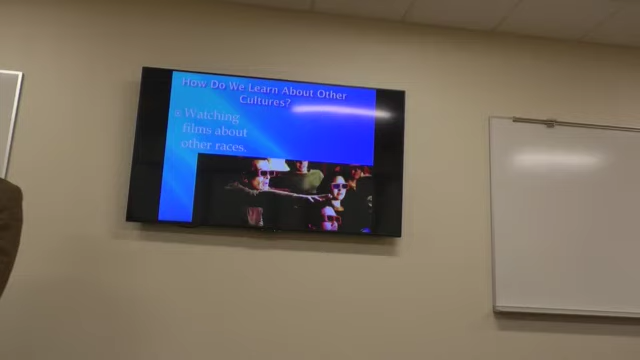 How Do We Learn About Other
Cultures?
Watching
films about
other races.